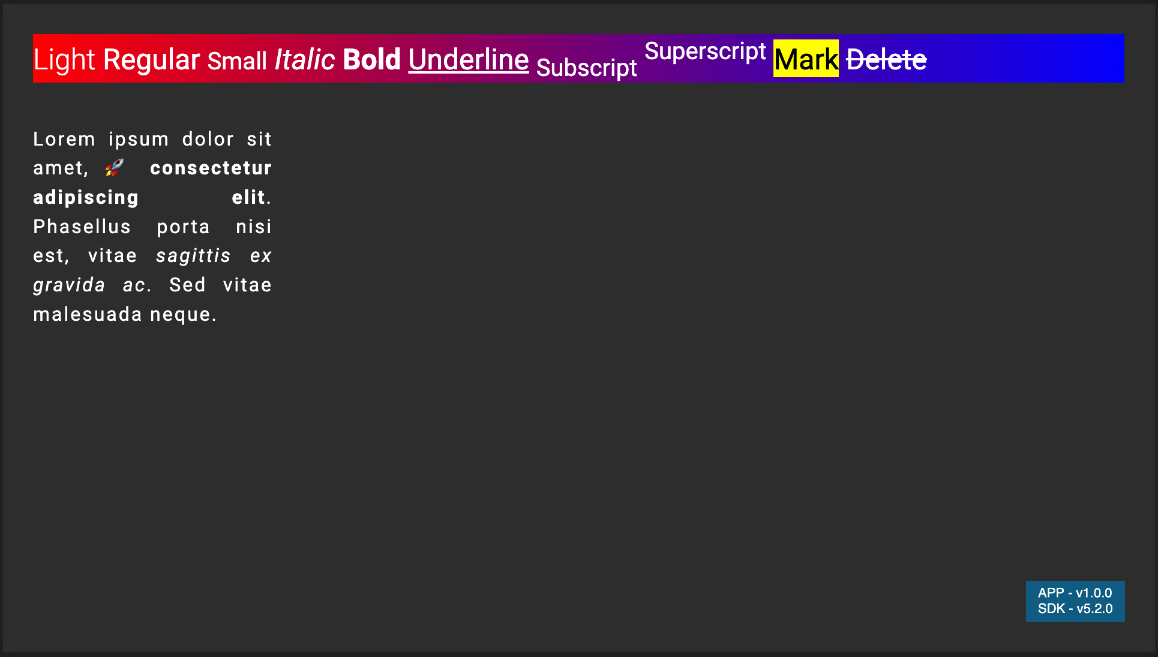 Light Regular Small Italic Bold Underline Subscript Superscript Mark Delete
Lorem ipsum dolor sit
amet, 🚀 consectetur
adipiscing elit.
Phasellus porta nisi
est, vitae sagittis ex
gravida ac. Sed vitae
malesuada neque.
APP - v1.0.0
SDK - v5.2.0